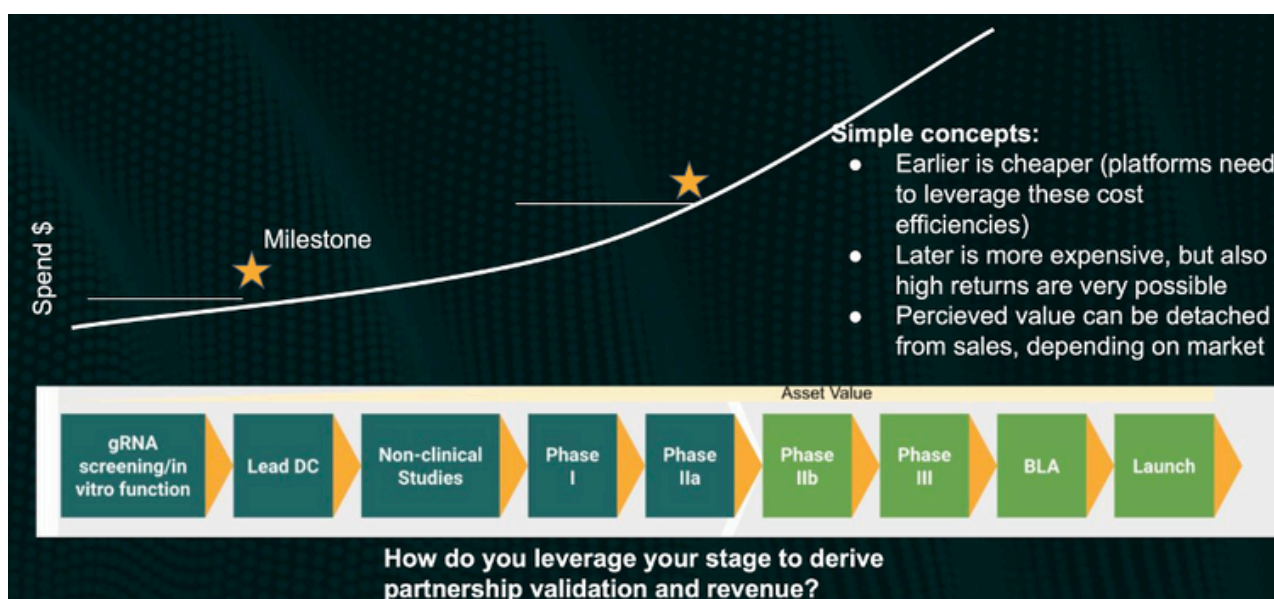 Spend $
Milestone
Simple concepts:
● Earlier is cheaper (platforms need
to leverage these cost
efficiencies)
● Later is more expensive, but also
high returns are very possible
● Percieved value can be detached
from sales, depending on market
Asset Value
gRNA
screening/in
vitro function
Lead DC
Non-clinical
Studies
Phase
I
Phase
IIa
Phase
IIb
Phase
III
BLA
Launch
How do you leverage your stage to derive
partnership validation and revenue?